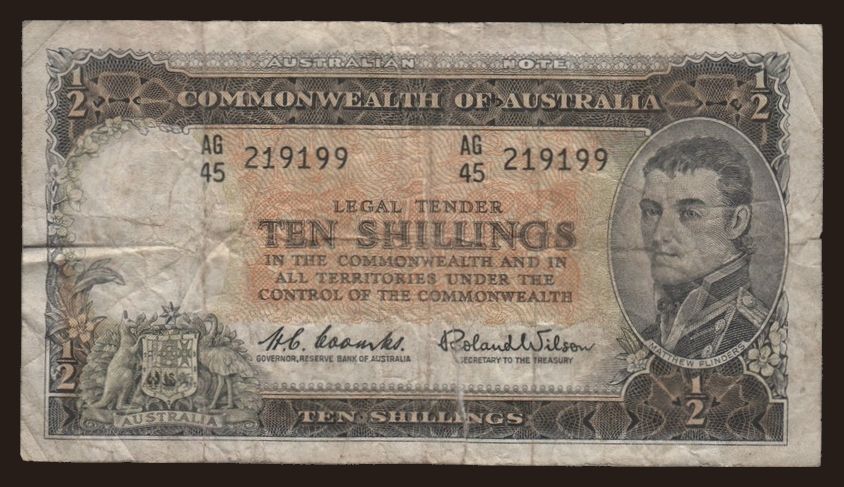 AUSTRALIAN NOTE
1/2 1/2
COMMONWEALTH OF AUSTRALIA
AG 45 219199 AG 45 219199
LEGAL TENDER
TEN SHILLINGS
IN THE COMMONWEALTH AND IN
ALL TERRITORIES UNDER THE
CONTROL OF THE COMMONWEALTH
H.C. Coombs. Roland Wilson
GOVERNOR, RESERVE BANK OF AUSTRALIA SECRETARY TO THE TREASURY
MATTHEW FLINDERS
1/2 1/2
AUSTRALIA
TEN SHILLINGS